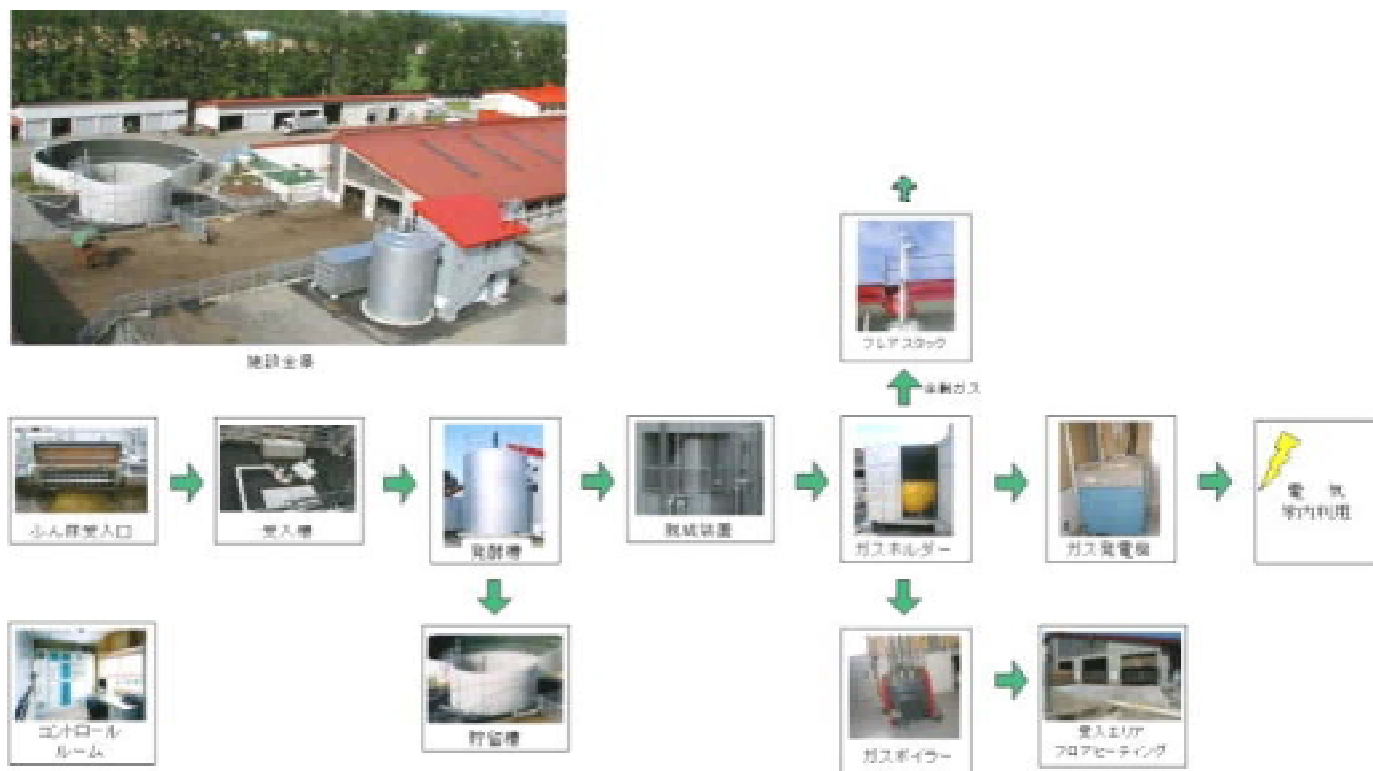 施設全景
フレアスタック
余剰ガス
ふん尿受入口
受入槽
発酵槽
脱硫装置
ガスホルダー
ガス発電機
電気
場内利用
コントロール
ルーム
貯留槽
ガスボイラー
受入エリア
フロアヒーティング